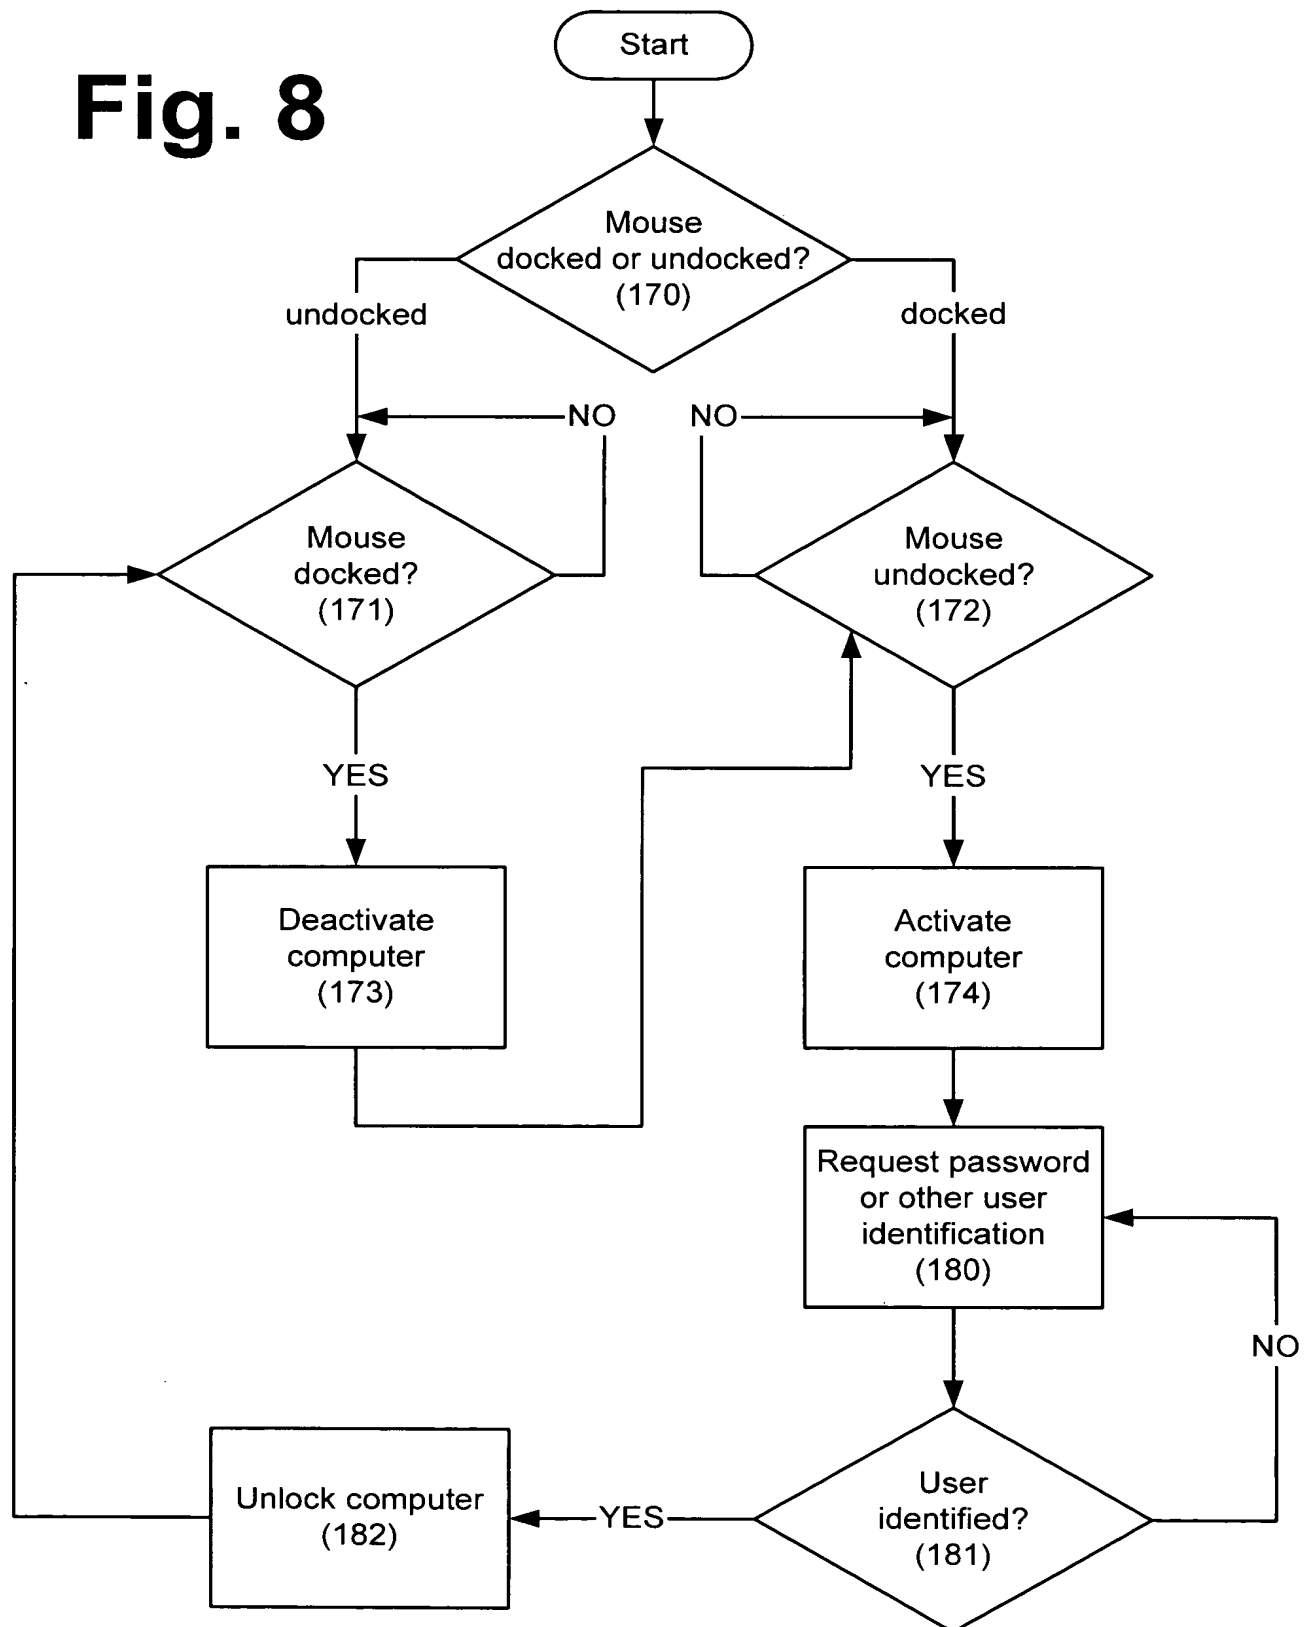 Start
Fig. 8
Mouse
docked or undocked?
(170)
undocked
docked
NO
NO
Mouse
docked?
(171)
Mouse
undocked?
(172)
YES
YES
Deactivate
computer
(173)
Activate
computer
(174)
Request password
or other user
identification
(180)
NO
User
identified?
(181)
YES
Unlock computer
(182)